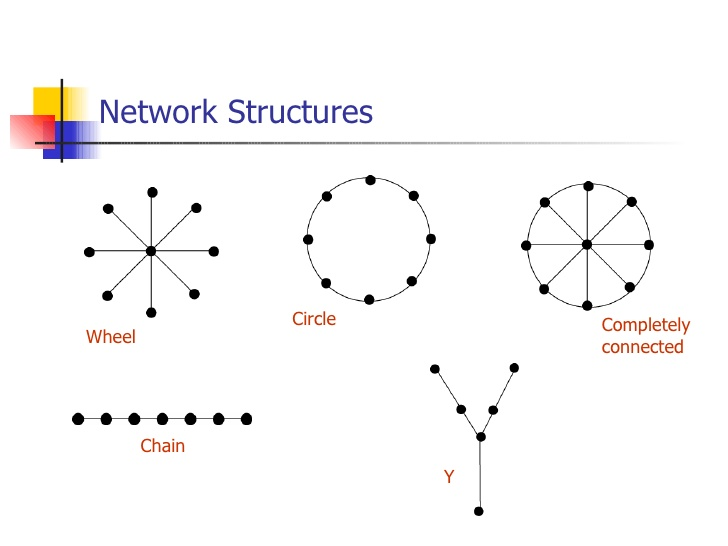 Network Structures
Circle
Completely
connected
Wheel
Chain
Y